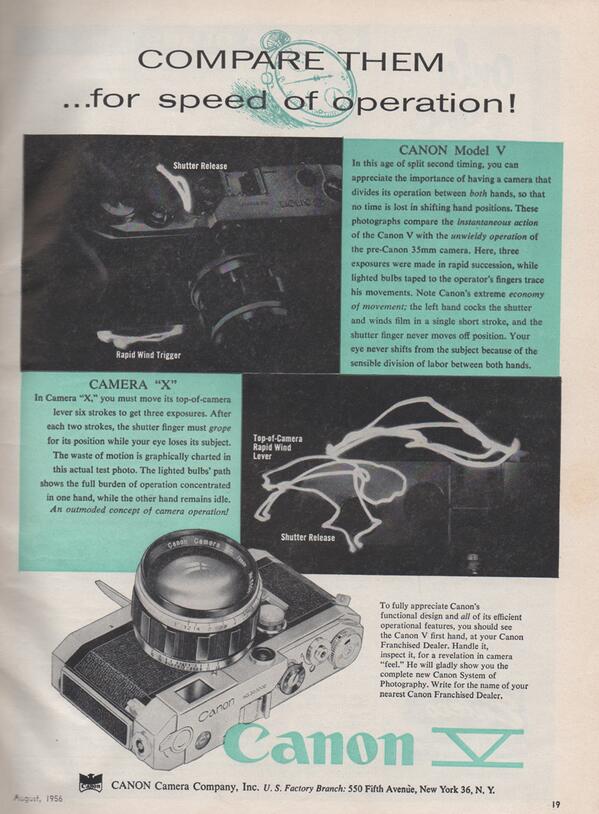 COMPARE THEM
...for speed of operation!
Shutter Release
Rapid Wind Trigger
CANON Model V
In this age of split second timing, you can
appreciate the importance of having a camera that
divides its operation between both hands, so that
no time is lost in shifting hand positions. These
photographs compare the instantaneous action
of the Canon V with the unwieldy operation of
the pre-Canon 35mm camera. Here, three
exposures were made in rapid succession, while
lighted bulbs taped to the operator's fingers trace
his movements. Note Canon's extreme economy
of movement; the left hand cocks the shutter
and winds film in a single short stroke, and the
shutter finger never moves off position. Your
eye never shifts from the subject because of the
sensible division of labor between both hands.
CAMERA "X"
In Camera "X," you must move its top-of-camera
lever six strokes to get three exposures. After
each two strokes, the shutter finger must grope
for its position while your eye loses its subject.
The waste of motion is graphically charted in
this actual test photo. The lighted bulbs' path
shows the full burden of operation concentrated
in one hand, while the other hand remains idle.
An outmoded concept of camera operation!
Top-of-Camera
Rapid Wind
Lever
Shutter Release
Canon Camera
Canon
To fully appreciate Canon's
functional design and all of its efficient
operational features, you should see
the Canon V first hand, at your Canon
Franchised Dealer. Handle it,
inspect it, for a revelation in camera
"feel." He will gladly show you the
complete new Canon System of
Photography. Write for the name of your
nearest Canon Franchised Dealer.
Canon V
Canon
CANON Camera Company, Inc. U. S. Factory Branch: 550 Fifth Avenue, New York 36, N. Y.
August, 1956
19